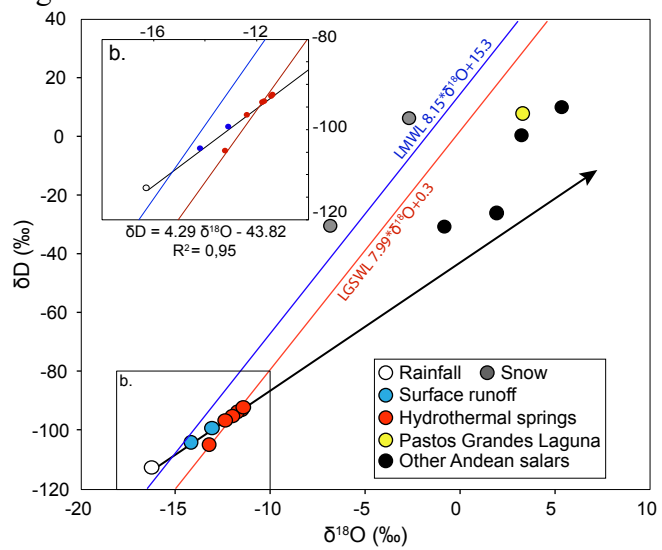 g
40
20
0
-20
-40
-60
-80
-100
-120
δD (‰)
-16
-12
-80
b.
-100
-120
δD = 4.29 δ¹⁸O - 43.82
R² = 0,95
LMWL 8.15*δ¹⁸O+15.3
LGSWL 7.99*δ¹⁸O+0.3
b.
Rainfall Snow
Surface runoff
Hydrothermal springs
Pastos Grandes Laguna
Other Andean salars
-20 -15 -10 -5 0 5 10
δ¹⁸O (‰)